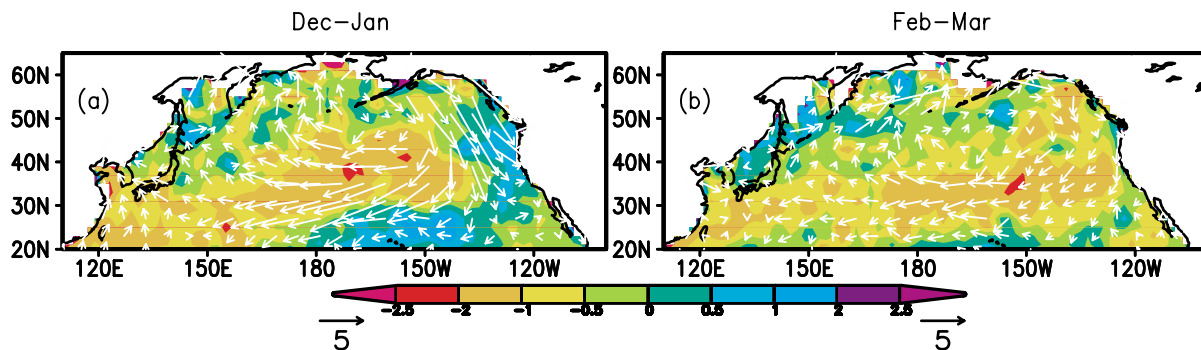 Dec-Jan Feb-Mar
60N 60N
(a) (b)
50N 50N
40N 40N
30N 30N
20N 20N
120E 150E 180 150W 120W 120E 150E 180 150W 120W
-2.5 -2 -1 -0.5 0 0.5 1 2 2.5
5 5